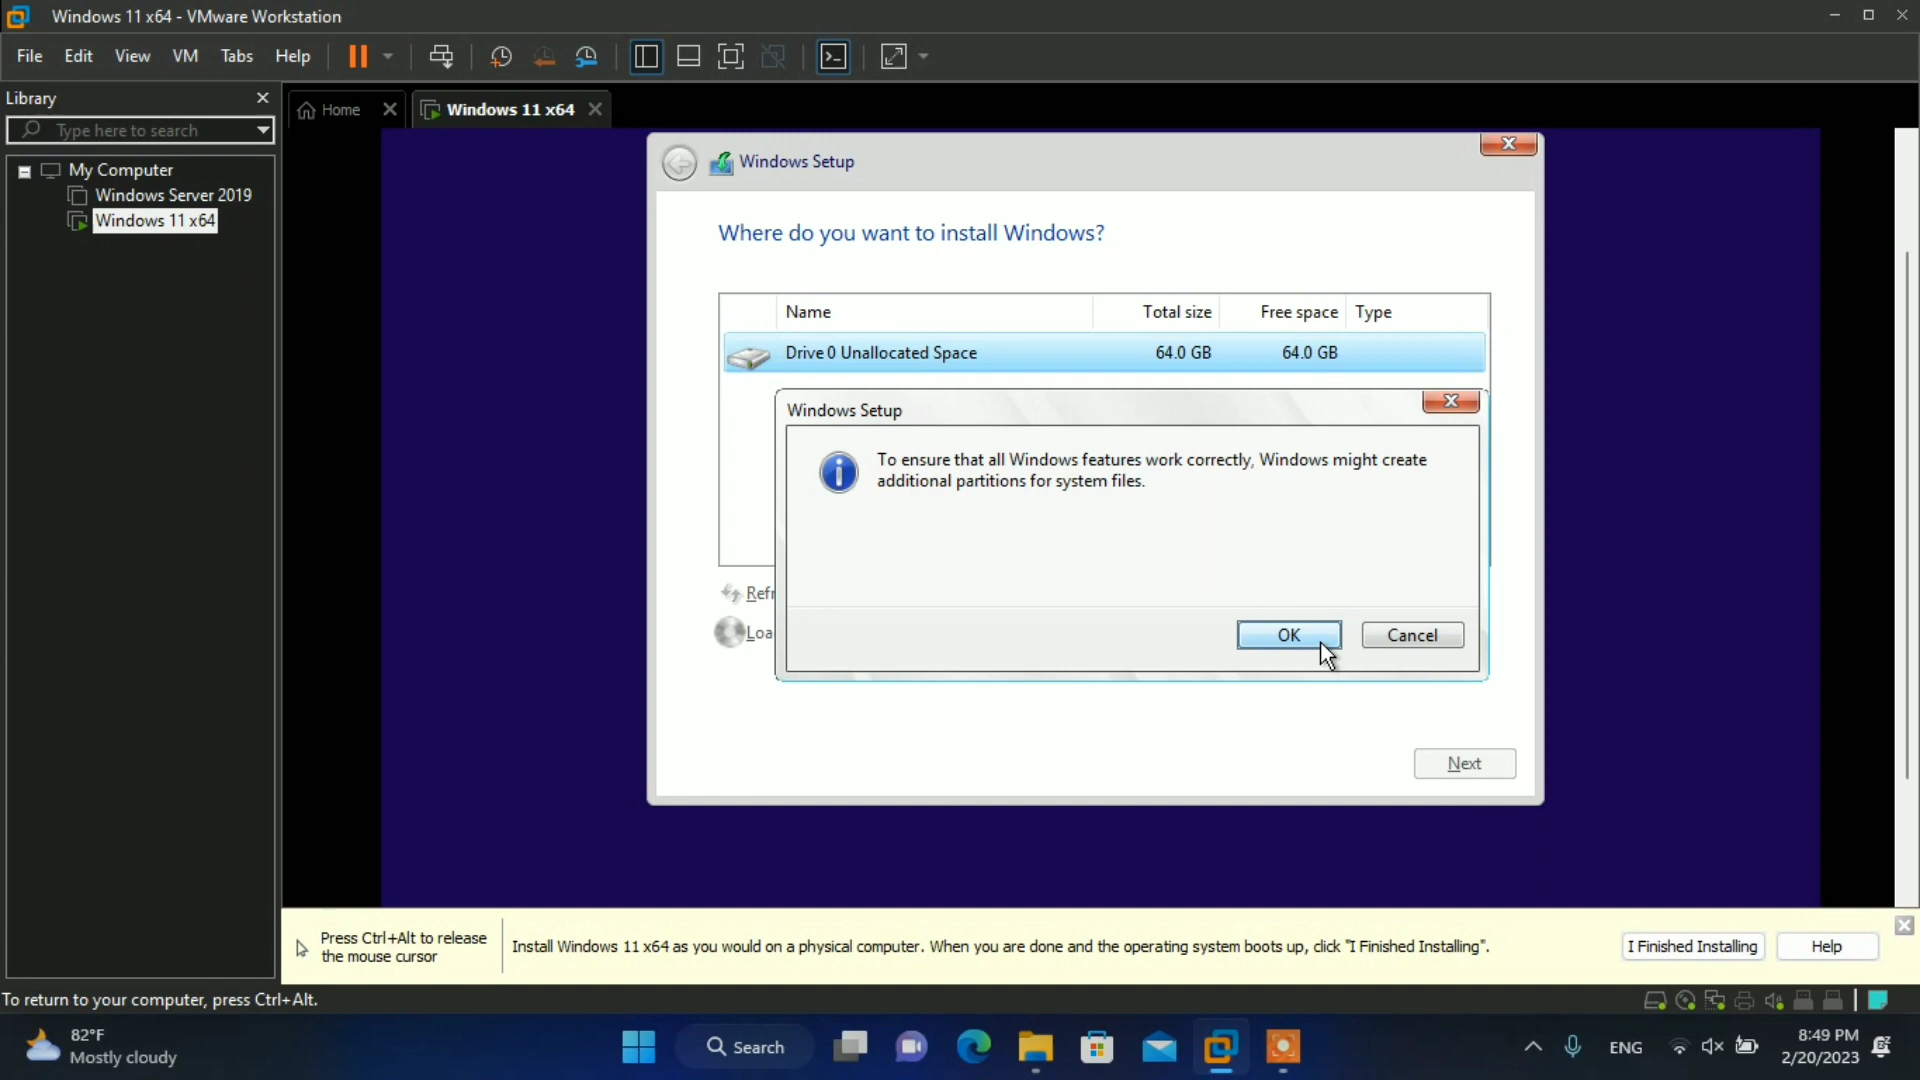 Windows 11 x64 - VMware Workstation
File Edit View VM Tabs Help
Library
Type here to search
My Computer
Windows Server 2019
Windows 11 x64
Home
Windows 11 x64
Windows Setup
Where do you want to install Windows?
Name Total size Free space Type
Drive 0 Unallocated Space 64.0 GB 64.0 GB
Windows Setup
To ensure that all Windows features work correctly, Windows might create
additional partitions for system files.
Refr
Loa
OK Cancel
Next
Press Ctrl+Alt to release
the mouse cursor
Install Windows 11 x64 as you would on a physical computer. When you are done and the operating system boots up, click "I Finished Installing".
I Finished Installing
Help
To return to your computer, press Ctrl+Alt.
82°F
Mostly cloudy
Search
ENG
8:49 PM
2/20/2023